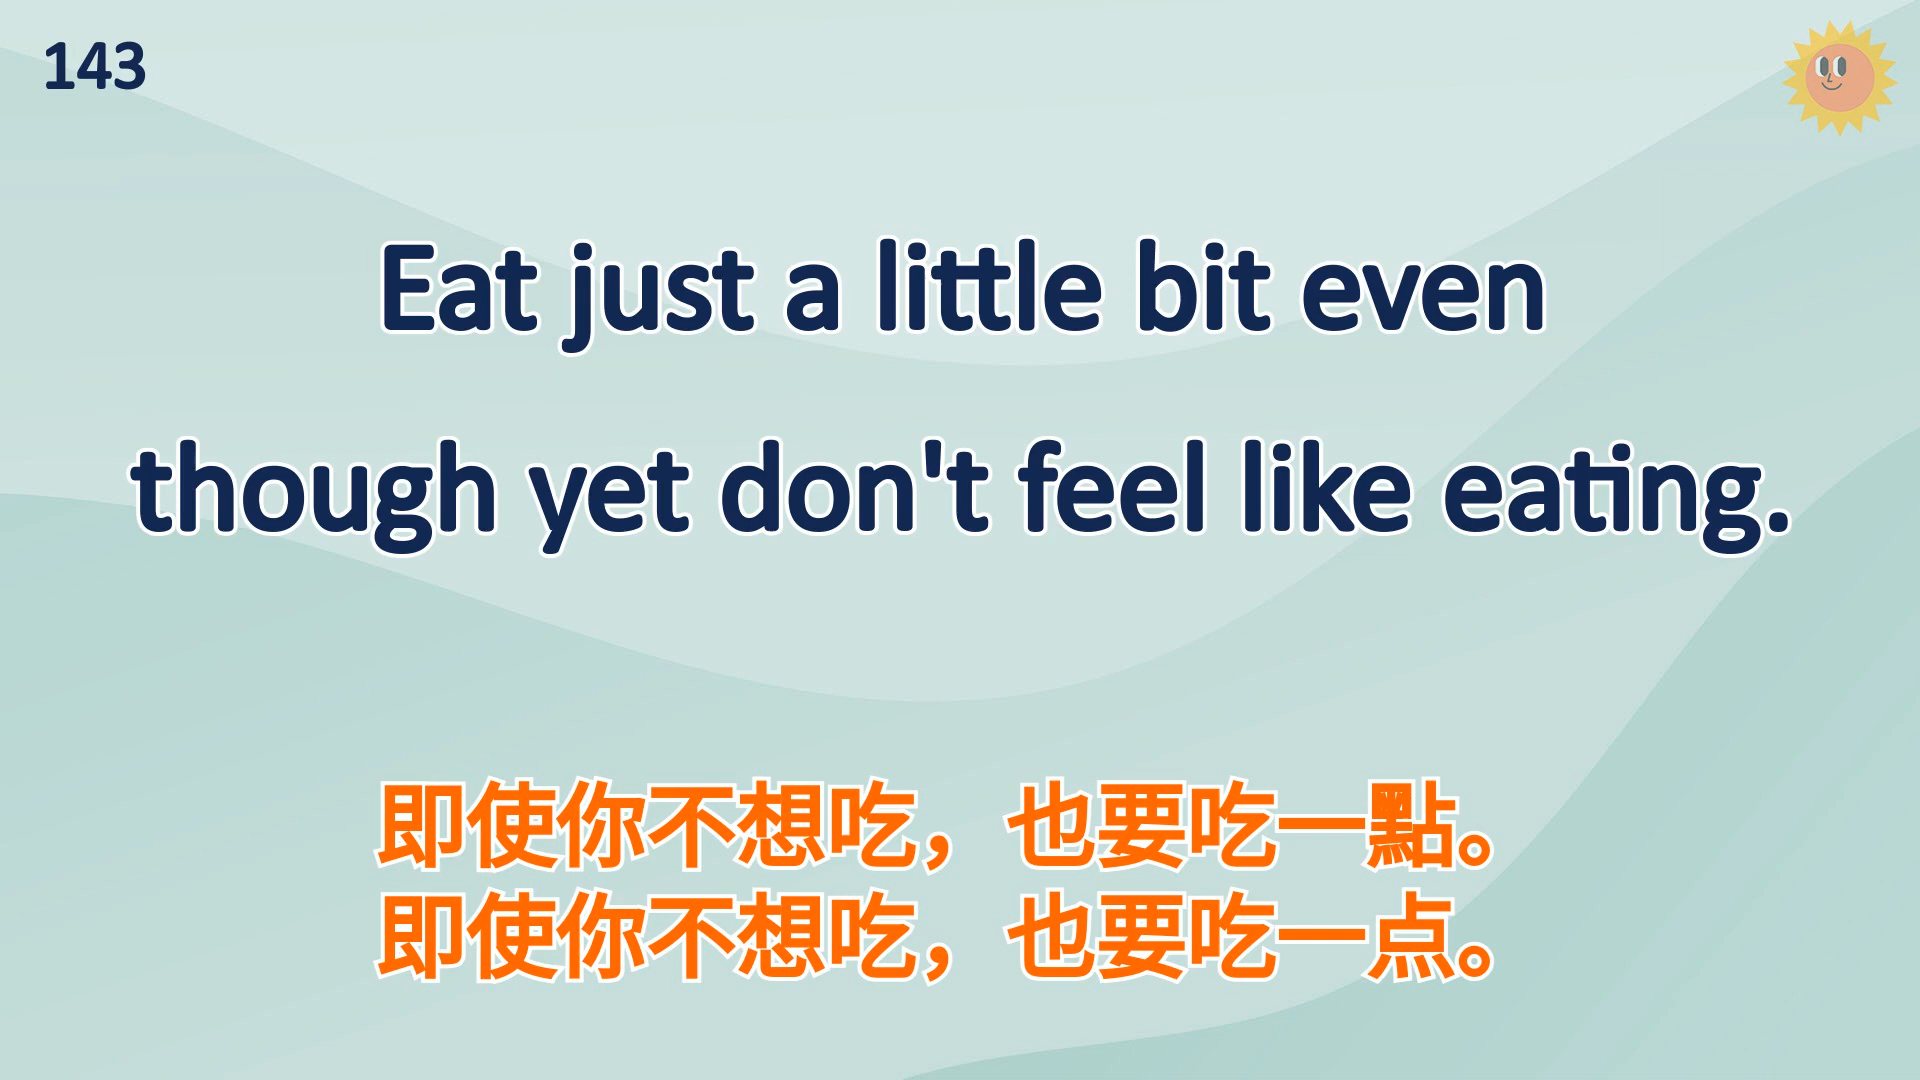 143
Eat just a little bit even
though yet don't feel like eating.
即使你不想吃，也要吃一點。
即使你不想吃，也要吃一点。